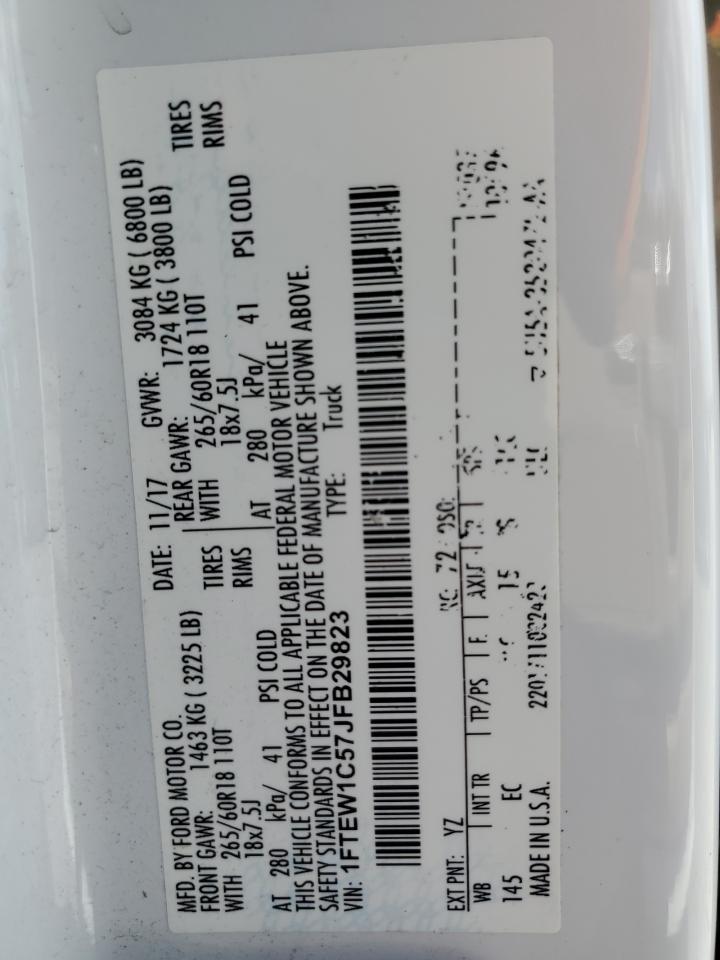 MFD. BY FORD MOTOR CO.
DATE: 11/17 GVWR: 3084 KG ( 6800 LB)
FRONT GAWR: 1463 KG ( 3225 LB)
REAR GAWR: 1724 KG ( 3800 LB)
WITH 265/60R18 110T TIRES
WITH 265/60R18 110T TIRES
18x7.5J RIMS
18x7.5J RIMS
AT 280 kPa/ 41 PSI COLD
AT 280 kPa/ 41 PSI COLD
THIS VEHICLE CONFORMS TO ALL APPLICABLE FEDERAL MOTOR VEHICLE
SAFETY STANDARDS IN EFFECT ON THE DATE OF MANUFACTURE SHOWN ABOVE.
VIN: 1FTEW1C57JFB29823 TYPE: Truck
EXT PNT: YZ
WB INT TR TP/PS
145 EC 15
MADE IN U.S.A.